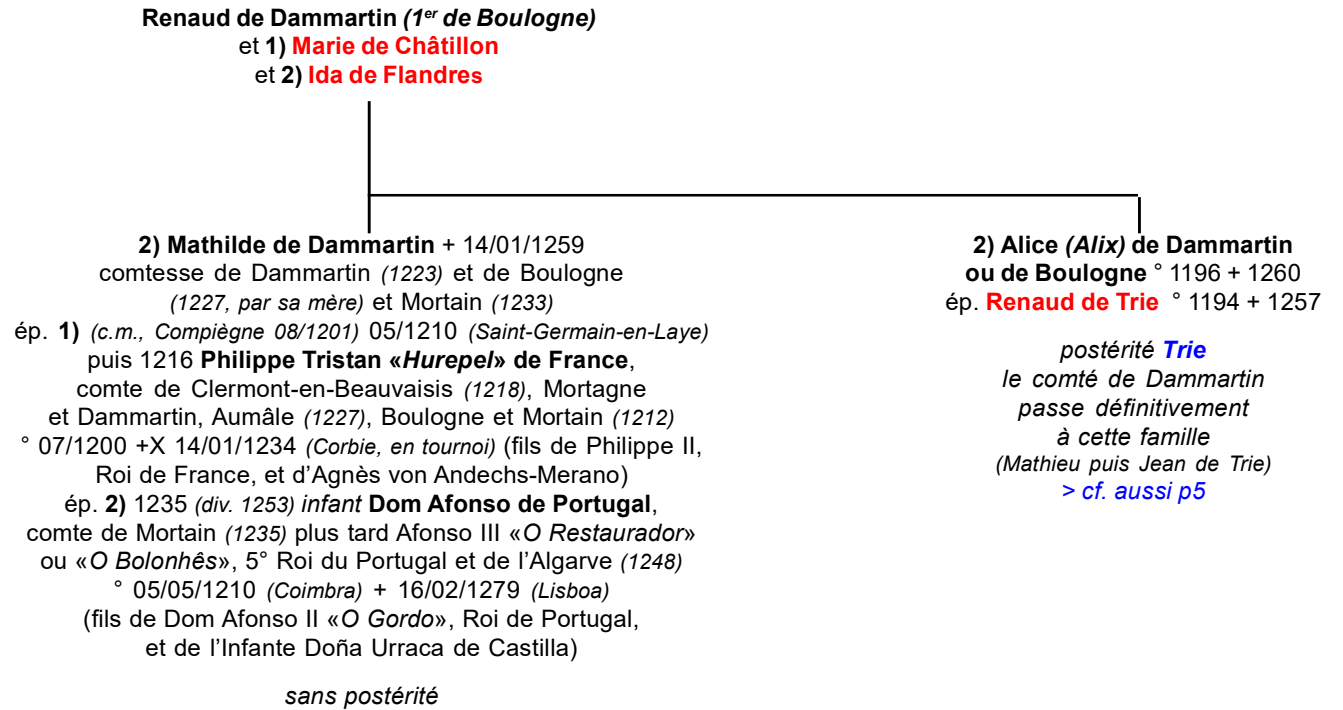 Renaud de Dammartin (1er de Boulogne)
et 1) Marie de Châtillon
et 2) Ida de Flandres
2) Mathilde de Dammartin + 14/01/1259
comtesse de Dammartin (1223) et de Boulogne
(1227, par sa mère) et Mortain (1233)
ép. 1) (c.m., Compiègne 08/1201) 05/1210 (Saint-Germain-en-Laye)
puis 1216 Philippe Tristan «Hurepel» de France,
comte de Clermont-en-Beauvaisis (1218), Mortagne
et Dammartin, Aumâle (1227), Boulogne et Mortain (1212)
° 07/1200 +X 14/01/1234 (Corbie, en tournoi) (fils de Philippe II,
Roi de France, et d’Agnès von Andechs-Merano)
ép. 2) 1235 (div. 1253) infant Dom Afonso de Portugal,
comte de Mortain (1235) plus tard Afonso III «O Restaurador»
ou «O Bolonhês», 5° Roi du Portugal et de l’Algarve (1248)
° 05/05/1210 (Coimbra) + 16/02/1279 (Lisboa)
(fils de Dom Afonso II «O Gordo», Roi de Portugal,
et de l’Infante Doña Urraca de Castilla)
sans postérité
2) Alice (Alix) de Dammartin
ou de Boulogne ° 1196 + 1260
ép. Renaud de Trie ° 1194 + 1257
postérité Trie
le comté de Dammartin
passe définitivement
à cette famille
(Mathieu puis Jean de Trie)
> cf. aussi p5